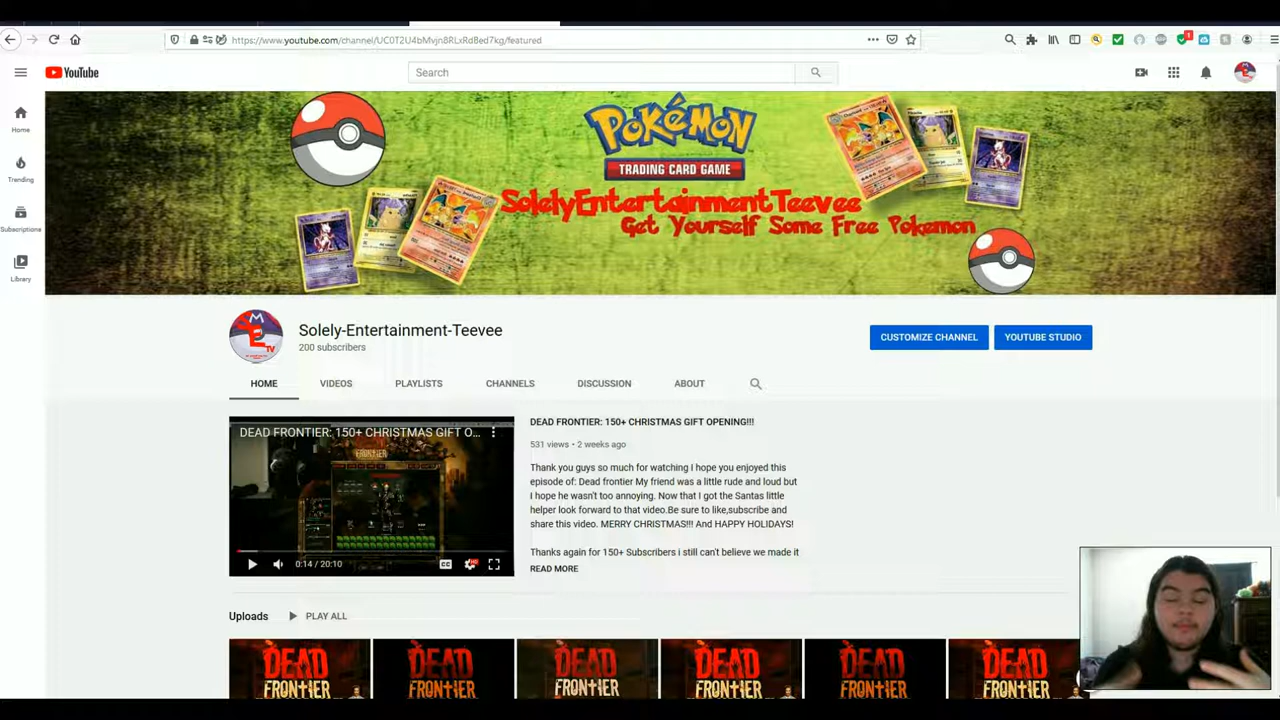 https://www.youtube.com/channel/UC0T2U4bMvjn8RLxRd8ed7kg/featured
YouTube
Search
Home
Trending
Subscriptions
Library
POKéMON
TRADING CARD GAME
SolelyEntertainmentTeevee
Get Yourself Some Free Pokemon
Solely-Entertainment-Teevee
200 subscribers
CUSTOMIZE CHANNEL
YOUTUBE STUDIO
HOME
VIDEOS
PLAYLISTS
CHANNELS
DISCUSSION
ABOUT
DEAD FRONTIER: 150+ CHRISTMAS GIFT O...
FRONTIER
0:14 / 20:10
DEAD FRONTIER: 150+ CHRISTMAS GIFT OPENING!!!
531 views • 2 weeks ago
Thank you guys so much for watching I hope you enjoyed this
episode of: Dead frontier My friend was a little rude and loud but
I hope he wasn't too annoying. Now that I got the Santas little
helper look forward to that video.Be sure to like,subscribe and
share this video. MERRY CHRISTMAS!!! And HAPPY HOLIDAYS!
Thanks again for 150+ Subscribers i still can't believe we made it
READ MORE
Uploads
PLAY ALL
DEAD FRONTIER
DEAD FRONTIER
DEAD FRONTIER
DEAD FRONTIER
DEAD FRONTIER
DEAD FRONTIER